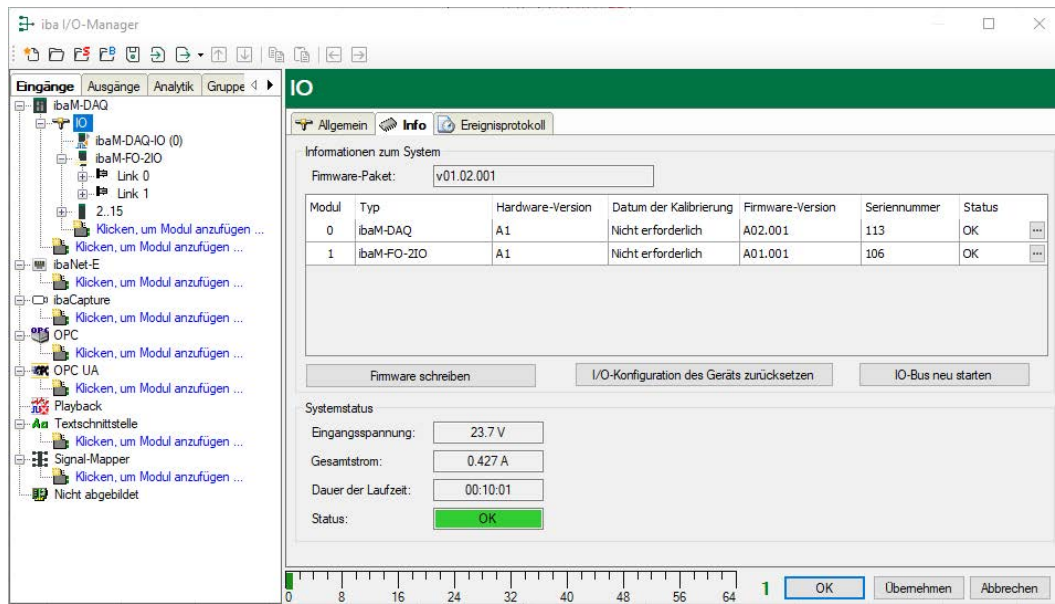 iba I/O-Manager
Eingänge Ausgänge Analytik Gruppe
ibaM-DAQ
IO
ibaM-DAQ-IO (0)
ibaM-FO-2IO
Link 0
Link 1
2..15
Klicken, um Modul anzufügen ...
Klicken, um Modul anzufügen ...
ibaNet-E
Klicken, um Modul anzufügen ...
ibaCapture
Klicken, um Modul anzufügen ...
OPC
Klicken, um Modul anzufügen ...
OPC UA
Klicken, um Modul anzufügen ...
Playback
Textschnittstelle
Klicken, um Modul anzufügen ...
Signal-Mapper
Klicken, um Modul anzufügen ...
Nicht abgebildet
IO
Allgemein Info Ereignisprotokoll
Informationen zum System
Firmware-Paket: v01.02.001
Modul Typ Hardware-Version Datum der Kalibrierung Firmware-Version Seriennummer Status
0 ibaM-DAQ A1 Nicht erforderlich A02.001 113 OK ...
1 ibaM-FO-2IO A1 Nicht erforderlich A01.001 106 OK ...
Firmware schreiben I/O-Konfiguration des Geräts zurücksetzen IO-Bus neu starten
Systemstatus
Eingangsspannung: 23.7 V
Gesamtstrom: 0.427 A
Dauer der Laufzeit: 00:10:01
Status: OK
0 8 16 24 32 40 48 56 64
1 OK Übernehmen Abbrechen